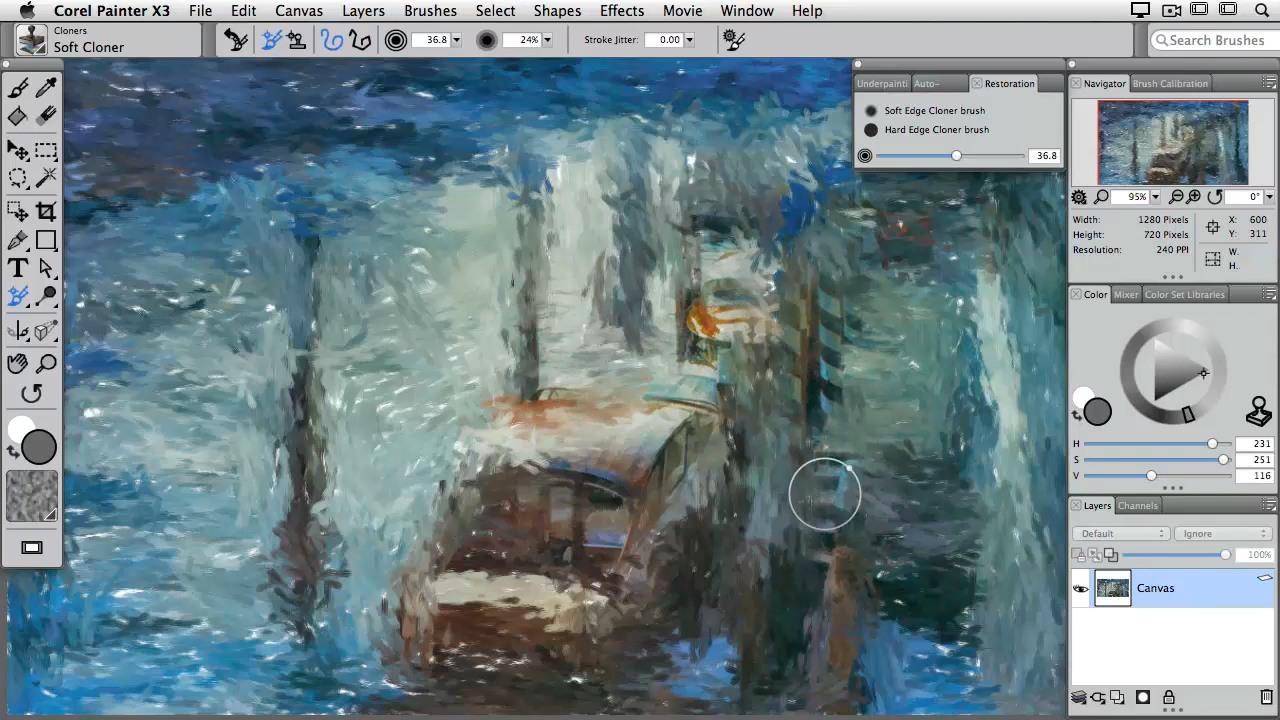 Corel Painter X3 File Edit Canvas Layers Brushes Select Shapes Effects Movie Window Help
Cloners
Soft Cloner
36.8
24%
Stroke Jitter: 0.00
Search Brushes
Underpainti Auto- Restoration
Soft Edge Cloner brush
Hard Edge Cloner brush
36.8
Navigator Brush Calibration
95% 0°
Width: 1280 Pixels
Height: 720 Pixels
Resolution: 240 PPI
X: 600
Y: 311
W.
H..
Color Mixer Color Set Libraries
H 231
S 251
V 116
Layers Channels
Default Ignore
100%
Canvas
T